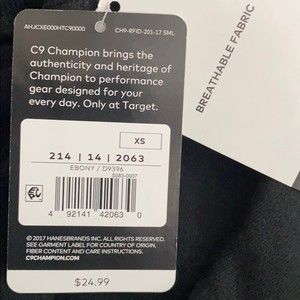 AHJCXE000HTC90000
CH9-RFID-201-17 SML
C9 Champion brings the
authenticity and heritage of
Champion to performance
gear designed for your
every day. Only at Target.
XS
214 | 14 | 2063
EBONY / D9396
S083-0007
4 92141 42063 0
© 2017 HANESBRANDS INC. ALL
RIGHTS RESERVED.
SEE GARMENT LABEL FOR COUNTRY OF ORIGIN,
FIBER CONTENT AND CARE INSTRUCTIONS.
C9CHAMPION.COM
$24.99
BREATHABLE FABRIC